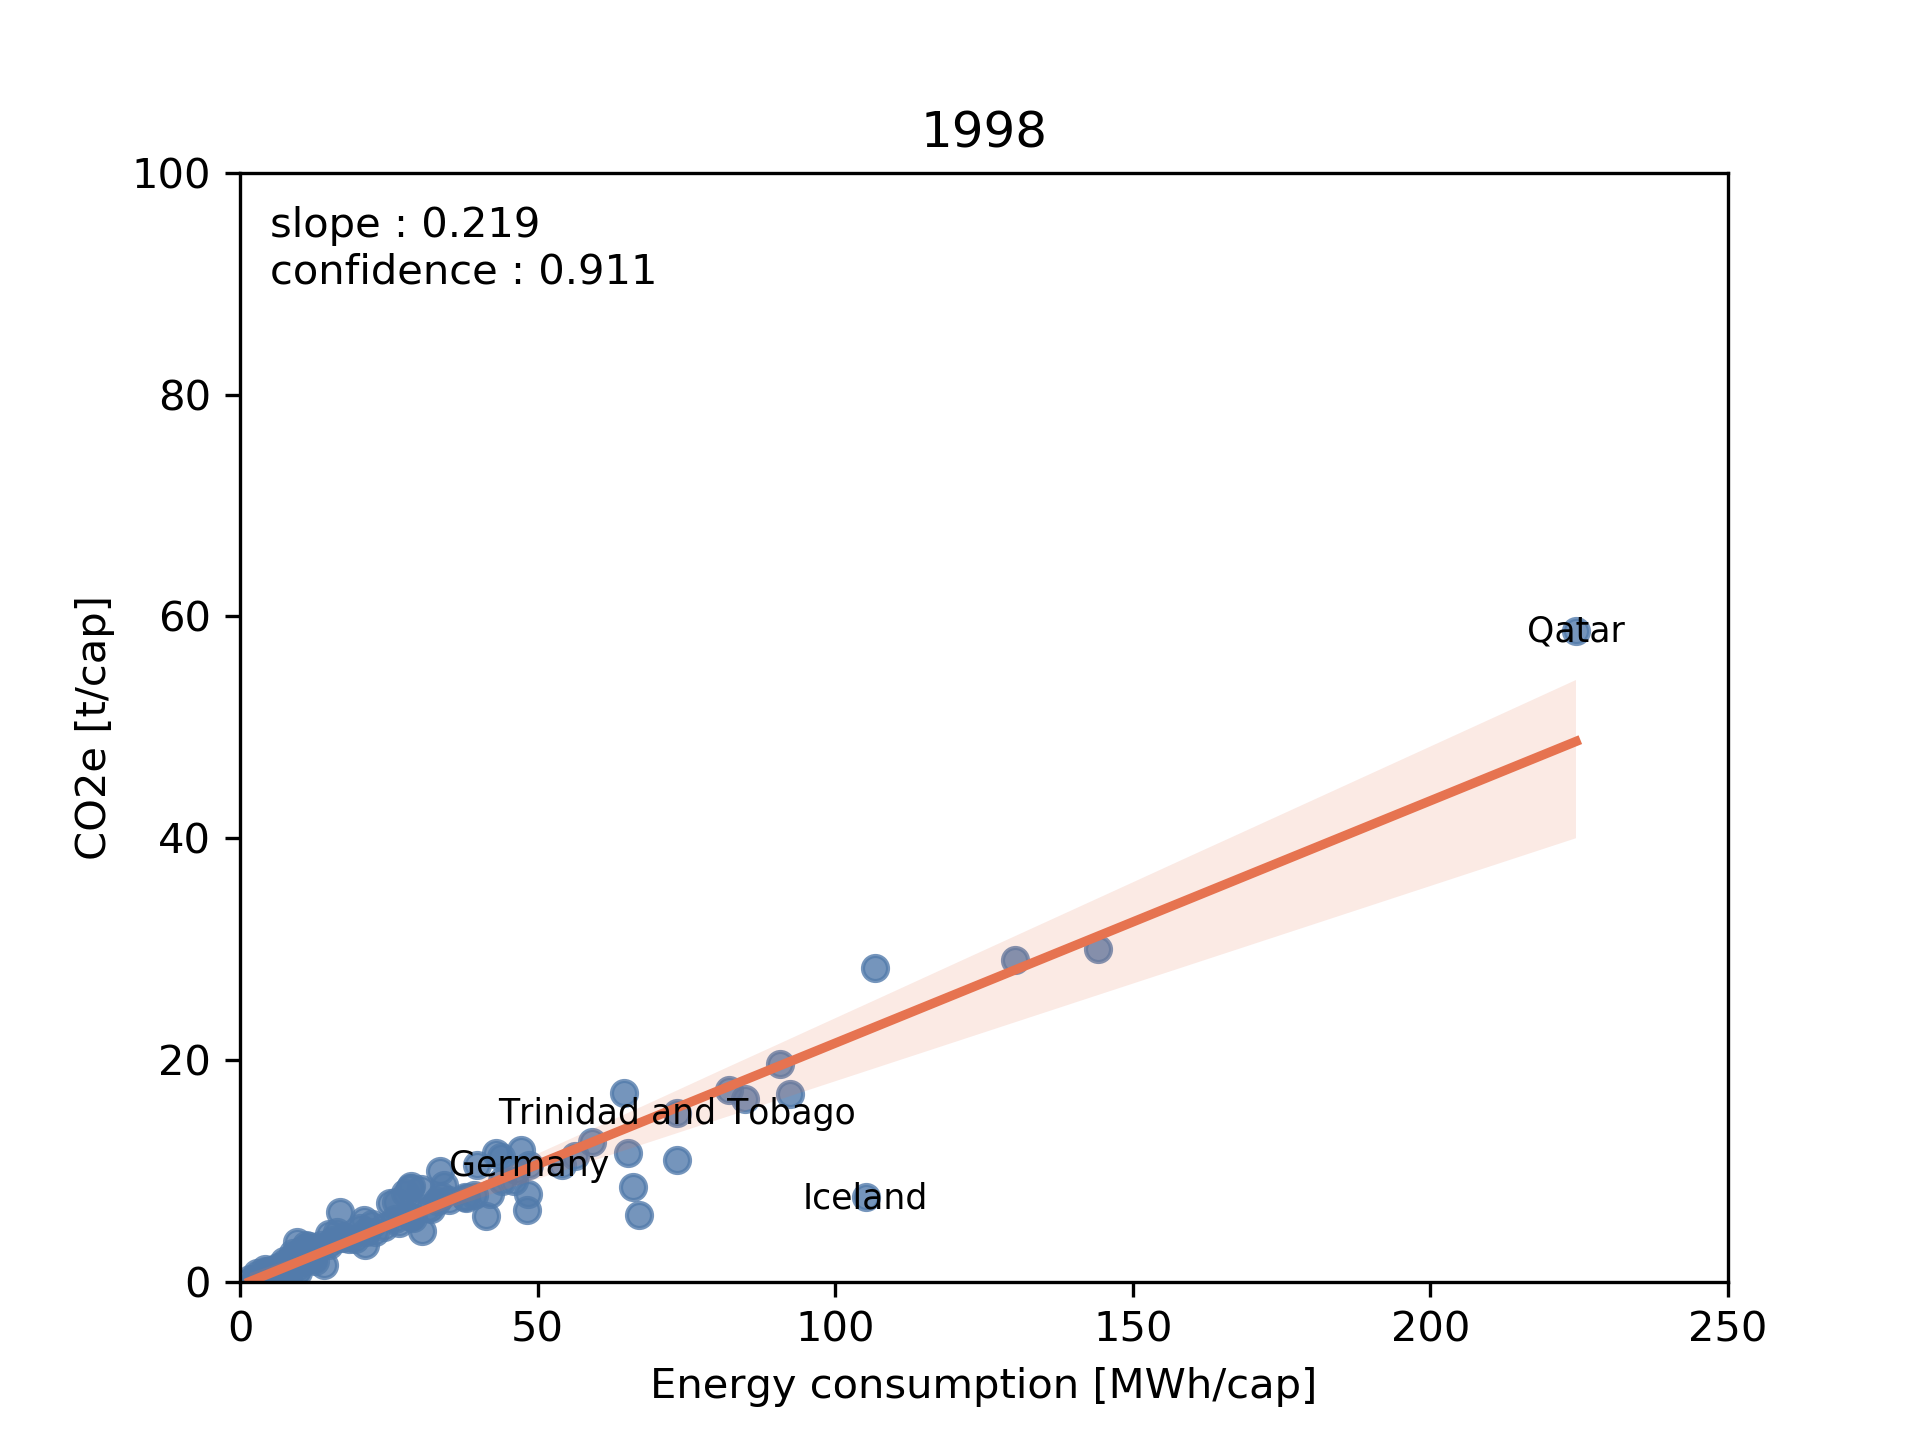 1998
slope : 0.219
confidence : 0.911
100
80
60
40
20
0
CO2e [t/cap]
Qatar
Trinidad and Tobago
Germany
Iceland
0 50 100 150 200 250
Energy consumption [MWh/cap]